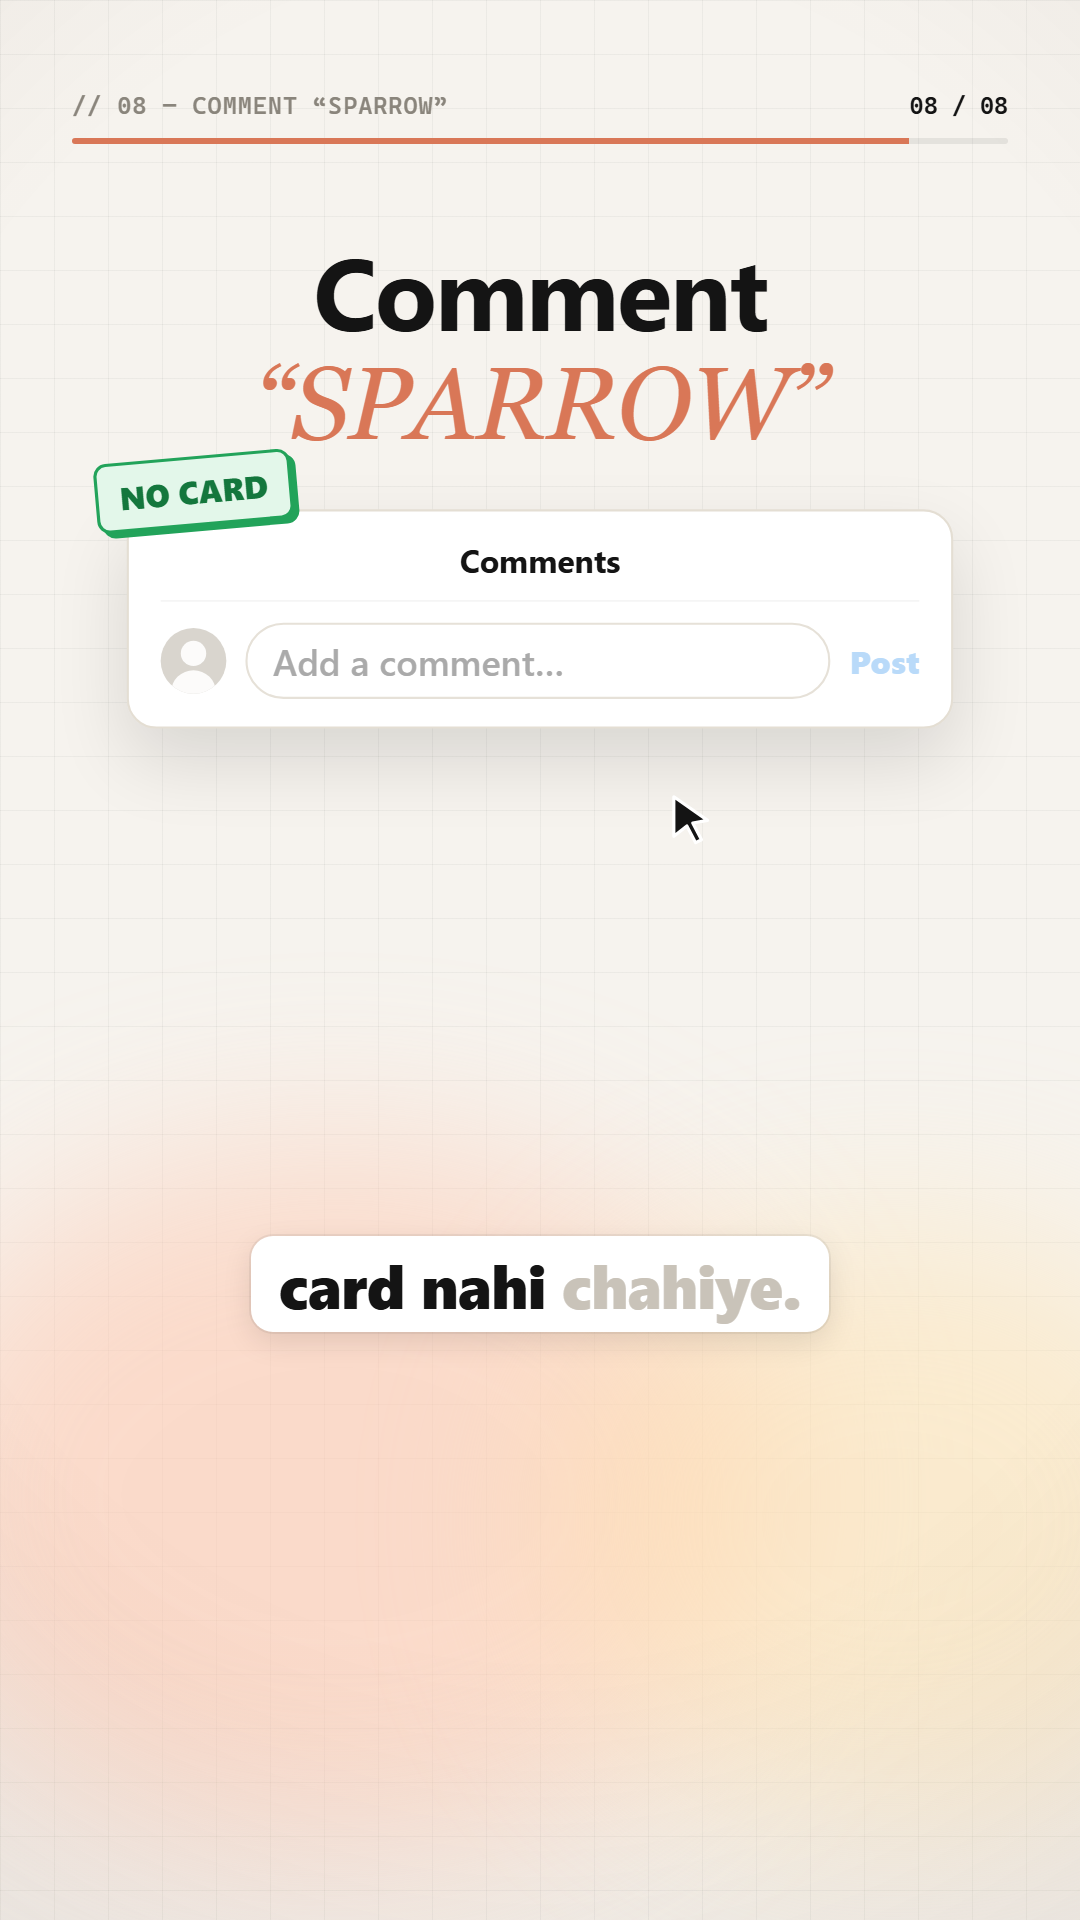 // 08 — COMMENT “SPARROW”
08 / 08
Comment
“SPARROW”
NO CARD
Comments
Add a comment...
Post
card nahi chahiye.